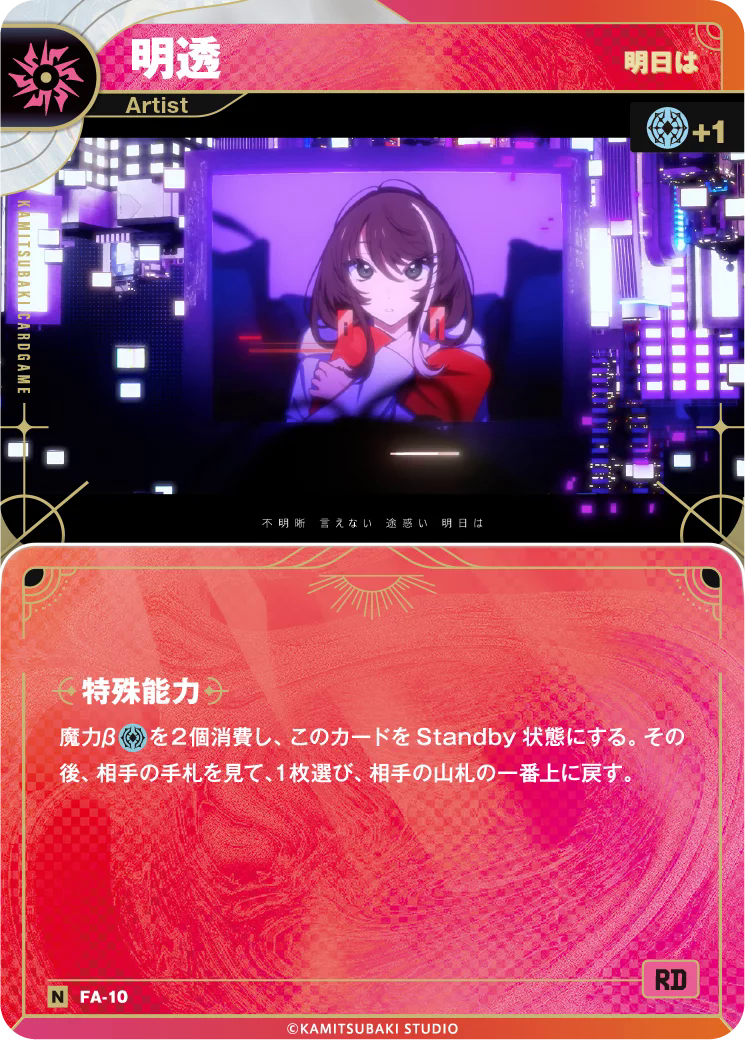 明透
明日は
Artist
+1
KAMITSUBAKI CARDGAME
不明晰 言えない 途惑い 明日は
特殊能力
魔力βを2個消費し、このカードをStandby状態にする。その
後、相手の手札を見て、1枚選び、相手の山札の一番上に戻す。
RD
N FA-10
©KAMITSUBAKI STUDIO